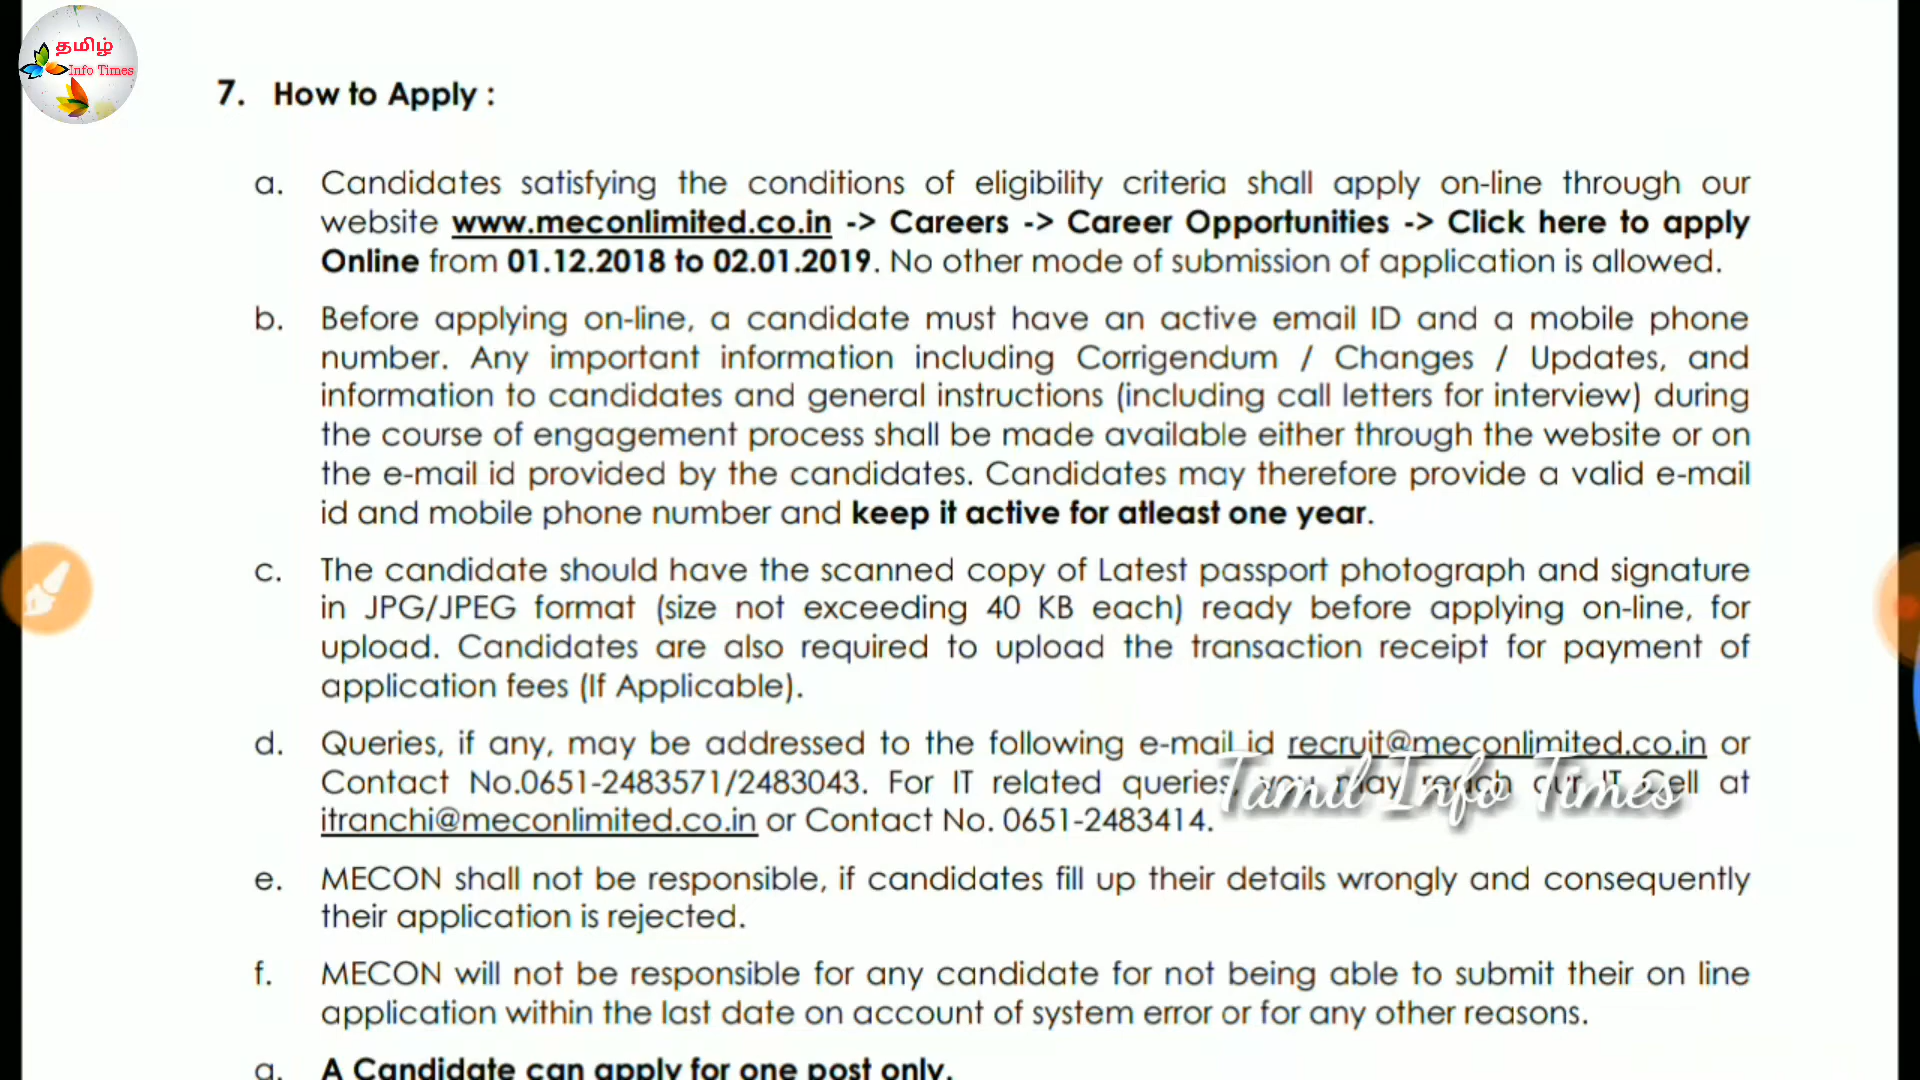 தமிழ்
Info Times
7. How to Apply :
a. Candidates satisfying the conditions of eligibility criteria shall apply on-line through our
website www.meconlimited.co.in -> Careers -> Career Opportunities -> Click here to apply
Online from 01.12.2018 to 02.01.2019. No other mode of submission of application is allowed.
b. Before applying on-line, a candidate must have an active email ID and a mobile phone
number. Any important information including Corrigendum / Changes / Updates, and
information to candidates and general instructions (including call letters for interview) during
the course of engagement process shall be made available either through the website or on
the e-mail id provided by the candidates. Candidates may therefore provide a valid e-mail
id and mobile phone number and keep it active for atleast one year.
c. The candidate should have the scanned copy of Latest passport photograph and signature
in JPG/JPEG format (size not exceeding 40 KB each) ready before applying on-line, for
upload. Candidates are also required to upload the transaction receipt for payment of
application fees (If Applicable).
d. Queries, if any, may be addressed to the following e-mail id recruit@meconlimited.co.in or
Contact No.0651-2483571/2483043. For IT related queries, you may reach our IT Cell at
Tamil Info Times
itranchi@meconlimited.co.in or Contact No. 0651-2483414.
e. MECON shall not be responsible, if candidates fill up their details wrongly and consequently
their application is rejected.
f. MECON will not be responsible for any candidate for not being able to submit their on line
application within the last date on account of system error or for any other reasons.
g. A Candidate can apply for one post only.